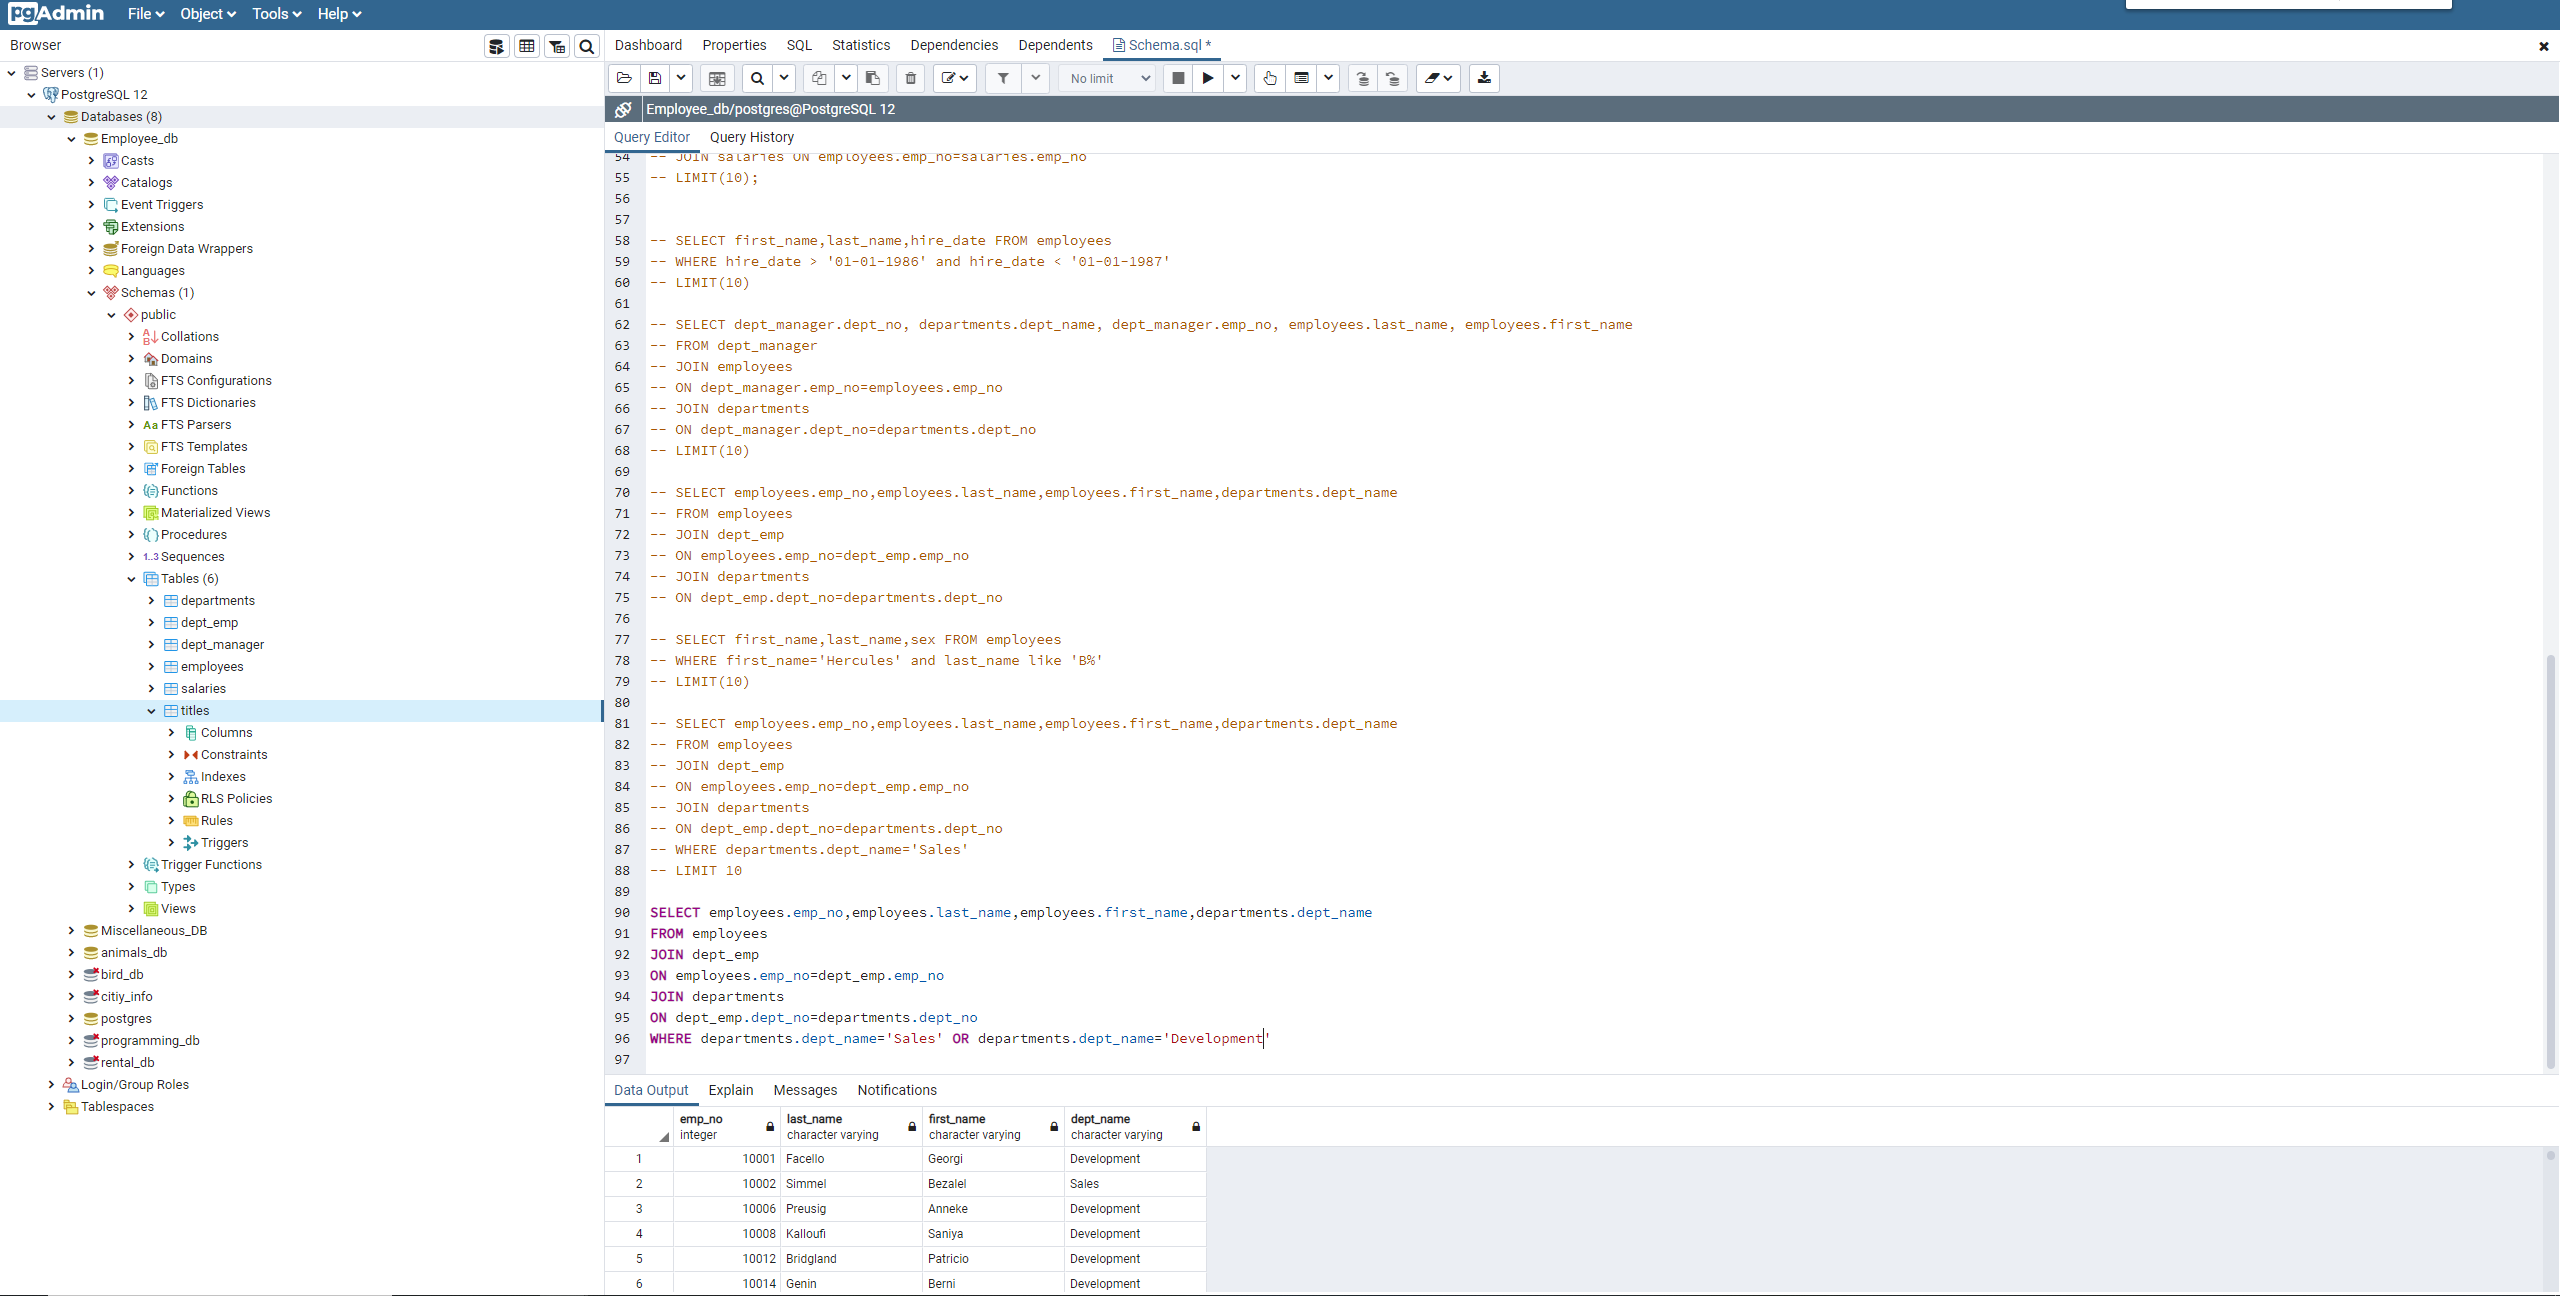 pgAdmin File Object Tools Help
Browser
Servers (1)
PostgreSQL 12
Databases (8)
Employee_db
Casts
Catalogs
Event Triggers
Extensions
Foreign Data Wrappers
Languages
Schemas (1)
public
Collations
Domains
FTS Configurations
FTS Dictionaries
Aa FTS Parsers
FTS Templates
Foreign Tables
Functions
Materialized Views
Procedures
1..3 Sequences
Tables (6)
departments
dept_emp
dept_manager
employees
salaries
titles
Columns
Constraints
Indexes
RLS Policies
Rules
Triggers
Trigger Functions
Types
Views
Miscellaneous_DB
animals_db
bird_db
citiy_info
postgres
programming_db
rental_db
Login/Group Roles
Tablespaces
Dashboard Properties SQL Statistics Dependencies Dependents Schema.sql *
No limit
Employee_db/postgres@PostgreSQL 12
Query Editor Query History
54 -- JOIN salaries ON employees.emp_no=salaries.emp_no
55 -- LIMIT(10);
56
57
58 -- SELECT first_name,last_name,hire_date FROM employees
59 -- WHERE hire_date > '01-01-1986' and hire_date < '01-01-1987'
60 -- LIMIT(10)
61
62 -- SELECT dept_manager.dept_no, departments.dept_name, dept_manager.emp_no, employees.last_name, employees.first_name
63 -- FROM dept_manager
64 -- JOIN employees
65 -- ON dept_manager.emp_no=employees.emp_no
66 -- JOIN departments
67 -- ON dept_manager.dept_no=departments.dept_no
68 -- LIMIT(10)
69
70 -- SELECT employees.emp_no,employees.last_name,employees.first_name,departments.dept_name
71 -- FROM employees
72 -- JOIN dept_emp
73 -- ON employees.emp_no=dept_emp.emp_no
74 -- JOIN departments
75 -- ON dept_emp.dept_no=departments.dept_no
76
77 -- SELECT first_name,last_name,sex FROM employees
78 -- WHERE first_name='Hercules' and last_name like 'B%'
79 -- LIMIT(10)
80
81 -- SELECT employees.emp_no,employees.last_name,employees.first_name,departments.dept_name
82 -- FROM employees
83 -- JOIN dept_emp
84 -- ON employees.emp_no=dept_emp.emp_no
85 -- JOIN departments
86 -- ON dept_emp.dept_no=departments.dept_no
87 -- WHERE departments.dept_name='Sales'
88 -- LIMIT 10
89
90 SELECT employees.emp_no,employees.last_name,employees.first_name,departments.dept_name
91 FROM employees
92 JOIN dept_emp
93 ON employees.emp_no=dept_emp.emp_no
94 JOIN departments
95 ON dept_emp.dept_no=departments.dept_no
96 WHERE departments.dept_name='Sales' OR departments.dept_name='Development'
97
Data Output Explain Messages Notifications
emp_no last_name first_name dept_name
integer character varying character varying character varying
1 10001 Facello Georgi Development
2 10002 Simmel Bezalel Sales
3 10006 Preusig Anneke Development
4 10008 Kalloufi Saniya Development
5 10012 Bridgland Patricio Development
6 10014 Genin Berni Development